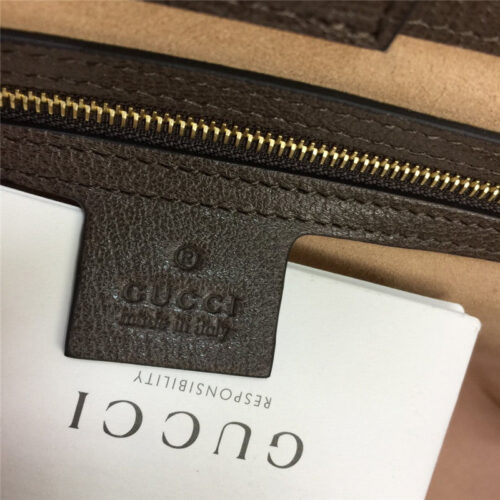 ®
GUCCI
made in italy
GUCCI
RESPONSIBILITY